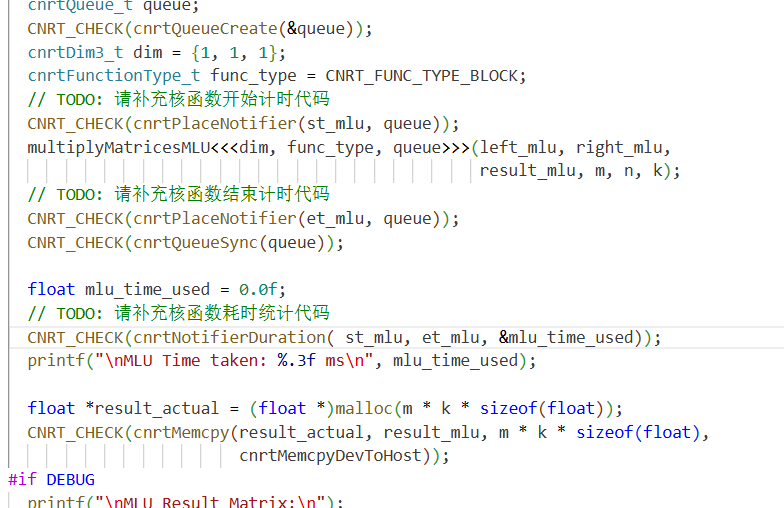 cnrtQueue_t queue;
CNRT_CHECK(cnrtQueueCreate(&queue));
cnrtDim3_t dim = {1, 1, 1};
cnrtFunctionType_t func_type = CNRT_FUNC_TYPE_BLOCK;
// TODO: 请补充核函数开始计时代码
CNRT_CHECK(cnrtPlaceNotifier(st_mlu, queue));
multiplyMatricesMLU<<<dim, func_type, queue>>>(left_mlu, right_mlu,
result_mlu, m, n, k);
// TODO: 请补充核函数结束计时代码
CNRT_CHECK(cnrtPlaceNotifier(et_mlu, queue));
CNRT_CHECK(cnrtQueueSync(queue));
float mlu_time_used = 0.0f;
// TODO: 请补充核函数耗时统计代码
CNRT_CHECK(cnrtNotifierDuration( st_mlu, et_mlu, &mlu_time_used));
printf("\nMLU Time taken: %.3f ms\n", mlu_time_used);
float *result_actual = (float *)malloc(m * k * sizeof(float));
CNRT_CHECK(cnrtMemcpy(result_actual, result_mlu, m * k * sizeof(float),
cnrtMemcpyDevToHost));
#if DEBUG
printf("\nMLU Result Matrix:\n");